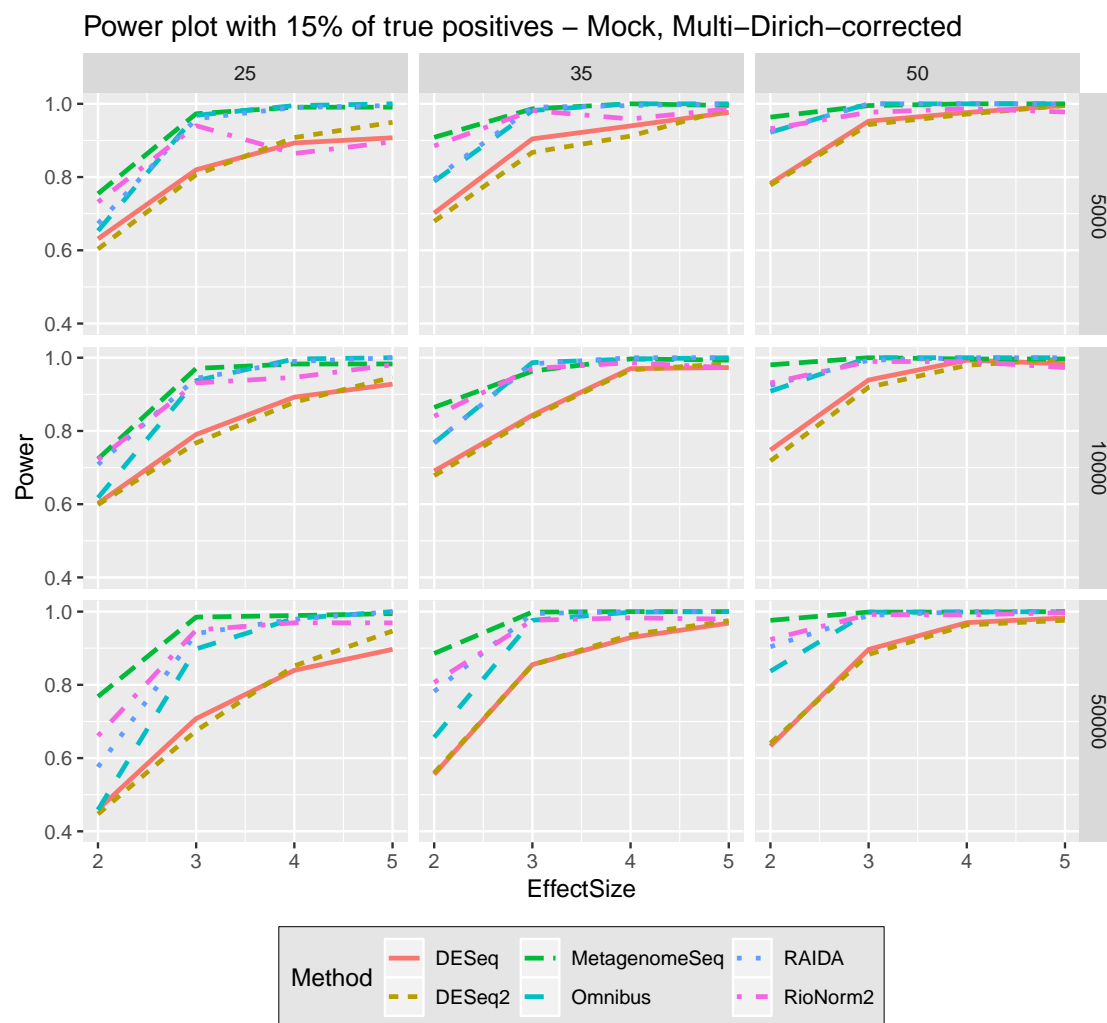 Power plot with 15% of true positives − Mock, Multi−Dirich−corrected
25 35 50
1.0
0.8
0.6
0.4
5000
1.0
0.8
0.6
0.4
10000
1.0
0.8
0.6
0.4
50000
Power
2 3 4 5 2 3 4 5 2 3 4 5
EffectSize
Method
DESeq MetagenomeSeq RAIDA
DESeq2 Omnibus RioNorm2